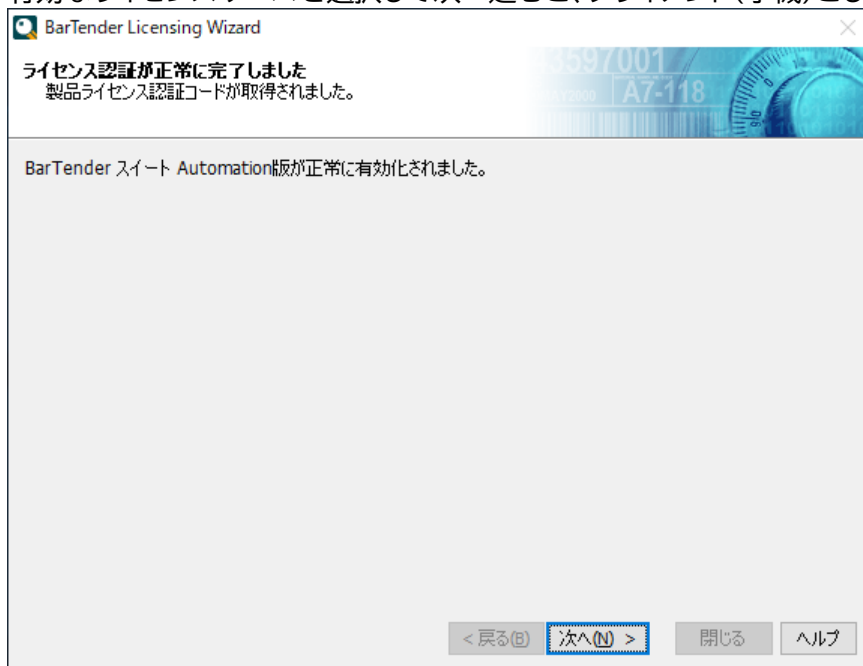 BarTender Licensing Wizard
ライセンス認証が正常に完了しました
製品ライセンス認証コードが取得されました。
3597001
A7-118
BarTender スイート Automation版が正常に有効化されました。
< 戻る(B)
次へ(N) >
閉じる
ヘルプ